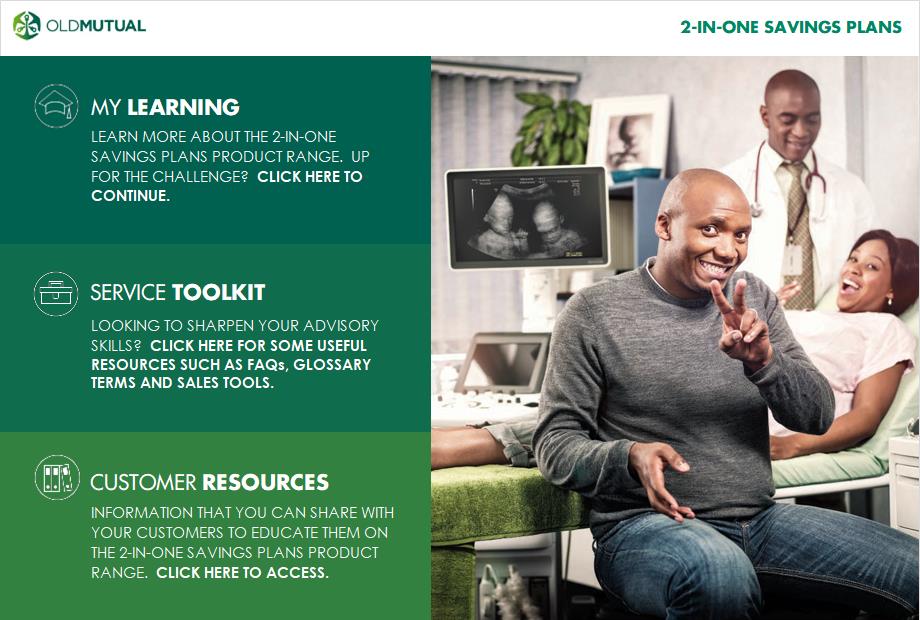 OLDMUTUAL
2-IN-ONE SAVINGS PLANS
MY LEARNING
LEARN MORE ABOUT THE 2-IN-ONE
SAVINGS PLANS PRODUCT RANGE. UP
FOR THE CHALLENGE? CLICK HERE TO
CONTINUE.
SERVICE TOOLKIT
LOOKING TO SHARPEN YOUR ADVISORY
SKILLS? CLICK HERE FOR SOME USEFUL
RESOURCES SUCH AS FAQs, GLOSSARY
TERMS AND SALES TOOLS.
CUSTOMER RESOURCES
INFORMATION THAT YOU CAN SHARE WITH
YOUR CUSTOMERS TO EDUCATE THEM ON
THE 2-IN-ONE SAVINGS PLANS PRODUCT
RANGE. CLICK HERE TO ACCESS.